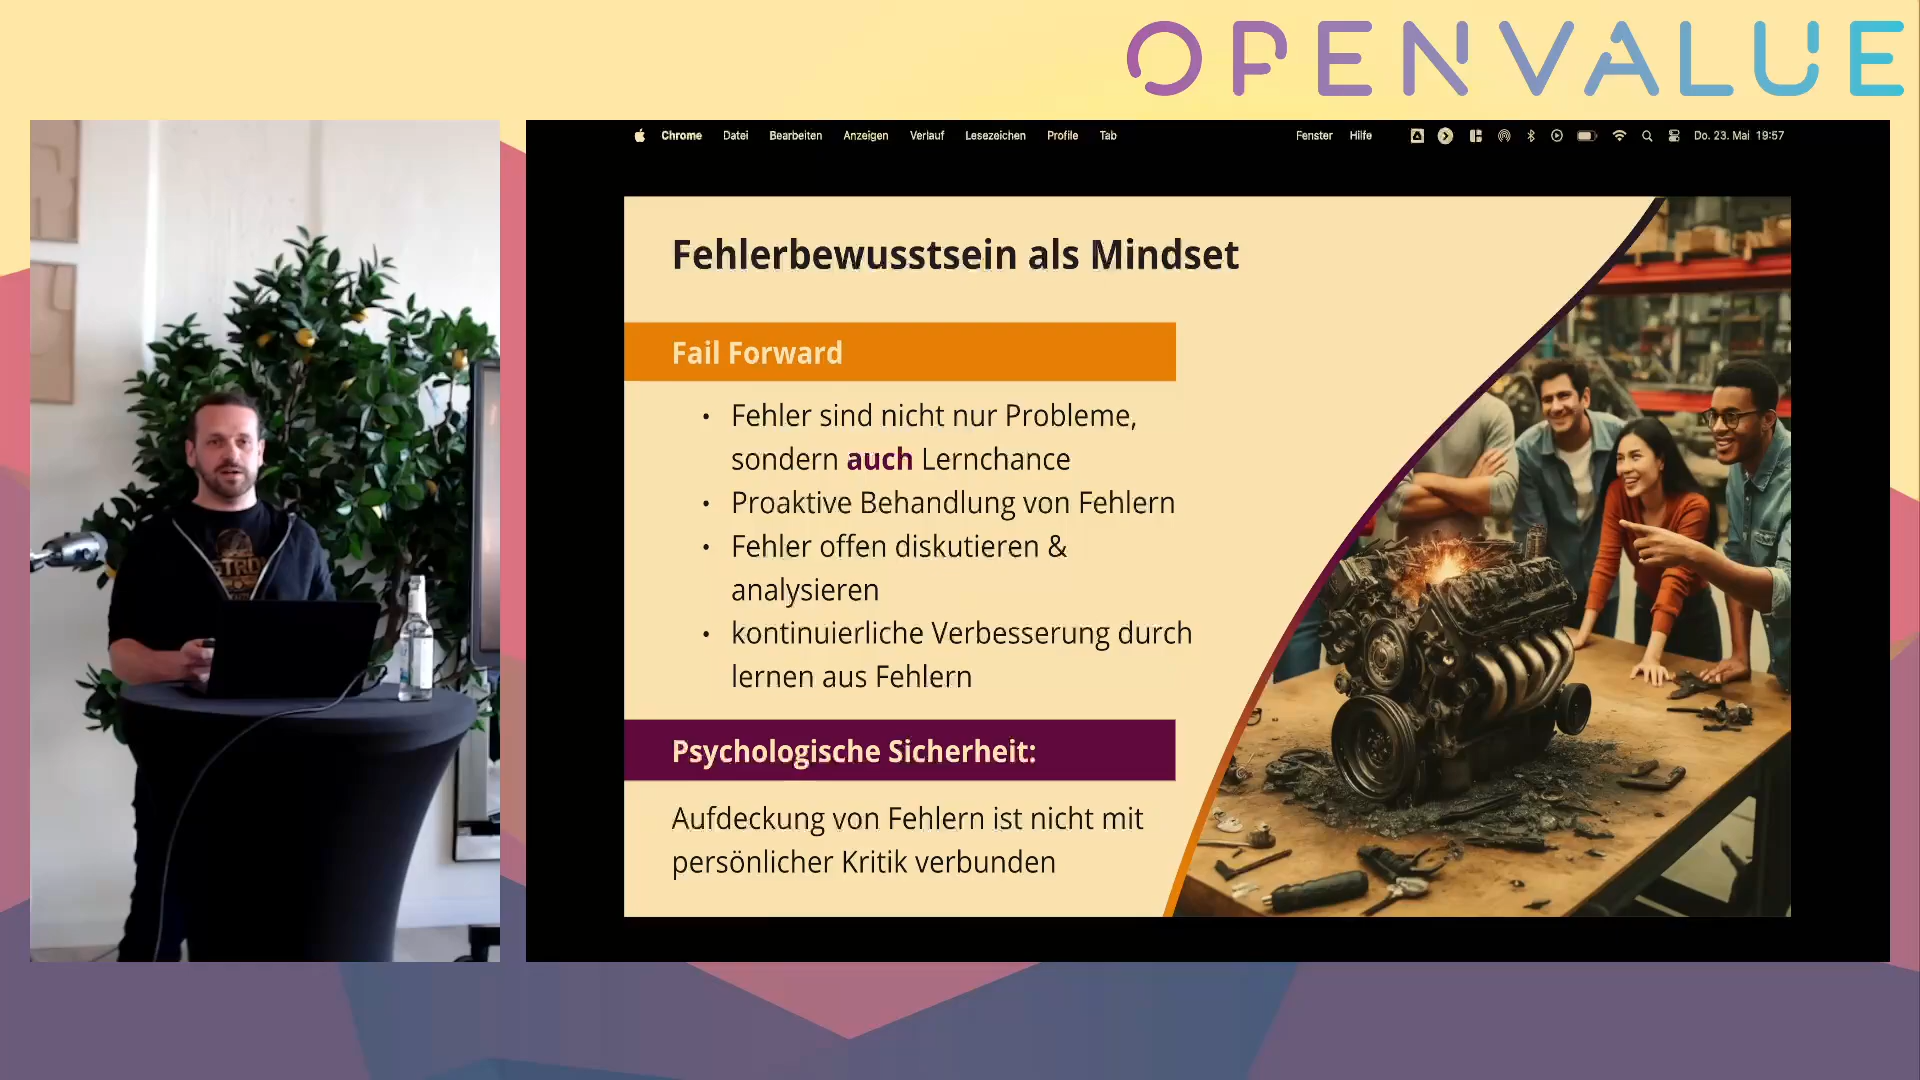 OPENVALUE
Chrome Datei Bearbeiten Anzeigen Verlauf Lesezeichen Profile Tab Fenster Hilfe Do. 23. Mai 19:57
Fehlerbewusstsein als Mindset
Fail Forward
• Fehler sind nicht nur Probleme,
sondern auch Lernchance
• Proaktive Behandlung von Fehlern
• Fehler offen diskutieren &
analysieren
• kontinuierliche Verbesserung durch
lernen aus Fehlern
Psychologische Sicherheit:
Aufdeckung von Fehlern ist nicht mit
persönlicher Kritik verbunden